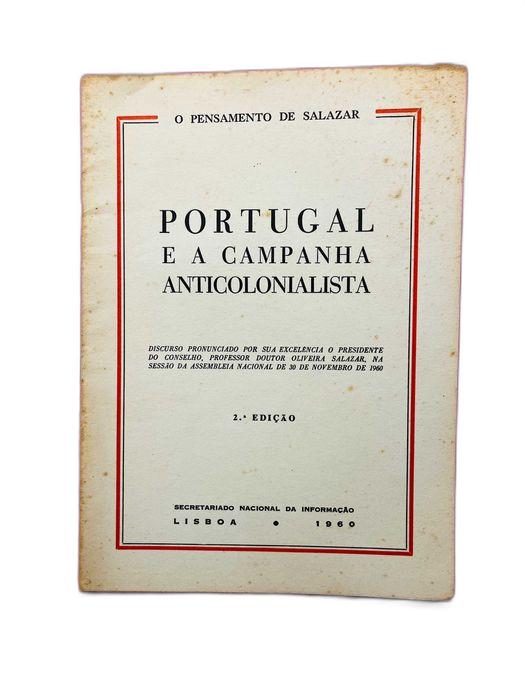 O PENSAMENTO DE SALAZAR
PORTUGAL
E A CAMPANHA
ANTICOLONIALISTA
DISCURSO PRONUNCIADO POR SUA EXCELÊNCIA O PRESIDENTE
DO CONSELHO, PROFESSOR DOUTOR OLIVEIRA SALAZAR, NA
SESSÃO DA ASSEMBLEIA NACIONAL DE 30 DE NOVEMBRO DE 1960
2.ª EDIÇÃO
SECRETARIADO NACIONAL DA INFORMAÇÃO
LISBOA • 1960